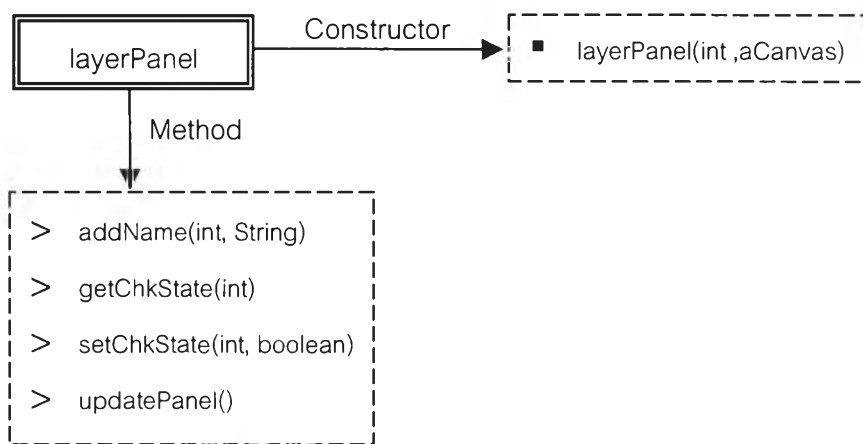 layerPanel
Constructor
■ layerPanel(int ,aCanvas)
Method
> addName(int, String)
> getChkState(int)
> setChkState(int, boolean)
> updatePanel()